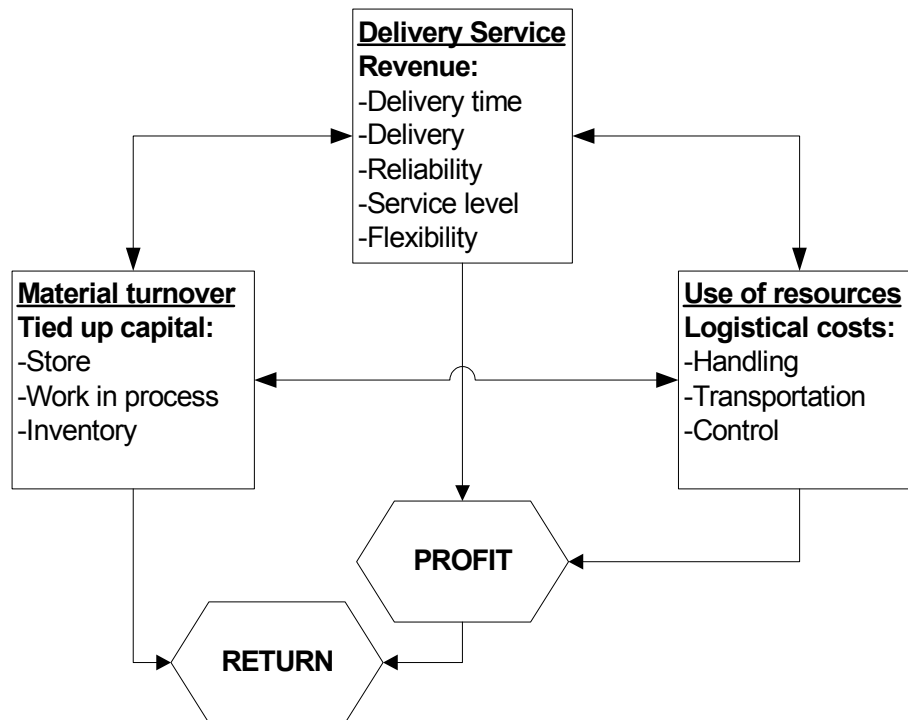 Delivery Service
Revenue:
-Delivery time
-Delivery
-Reliability
-Service level
-Flexibility
Material turnover
Tied up capital:
-Store
-Work in process
-Inventory
Use of resources
Logistical costs:
-Handling
-Transportation
-Control
PROFIT
RETURN